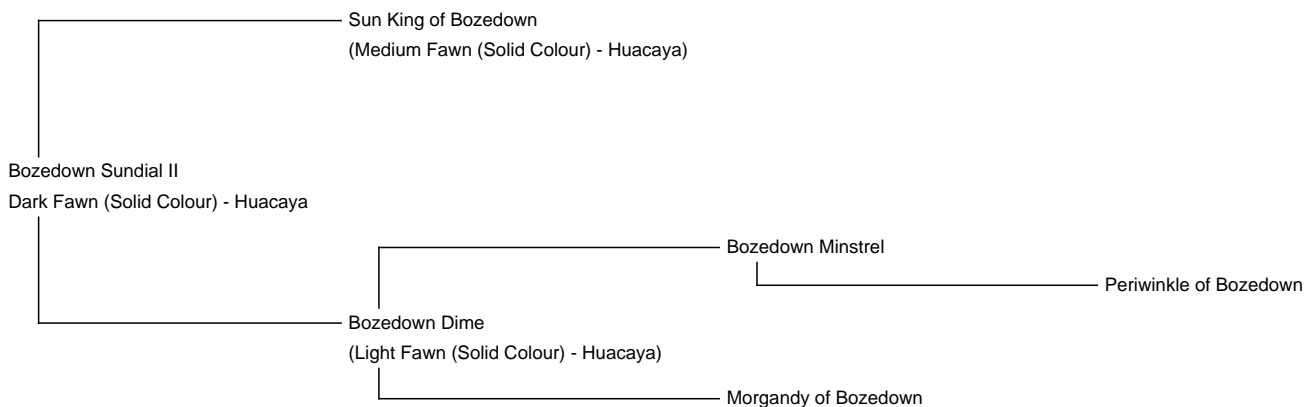 Sun King of Bozedown
(Medium Fawn (Solid Colour) - Huacaya)
Bozedown Sundial II
Dark Fawn (Solid Colour) - Huacaya
Bozedown Minstrel
Periwinkle of Bozedown
Bozedown Dime
(Light Fawn (Solid Colour) - Huacaya)
Morgandy of Bozedown